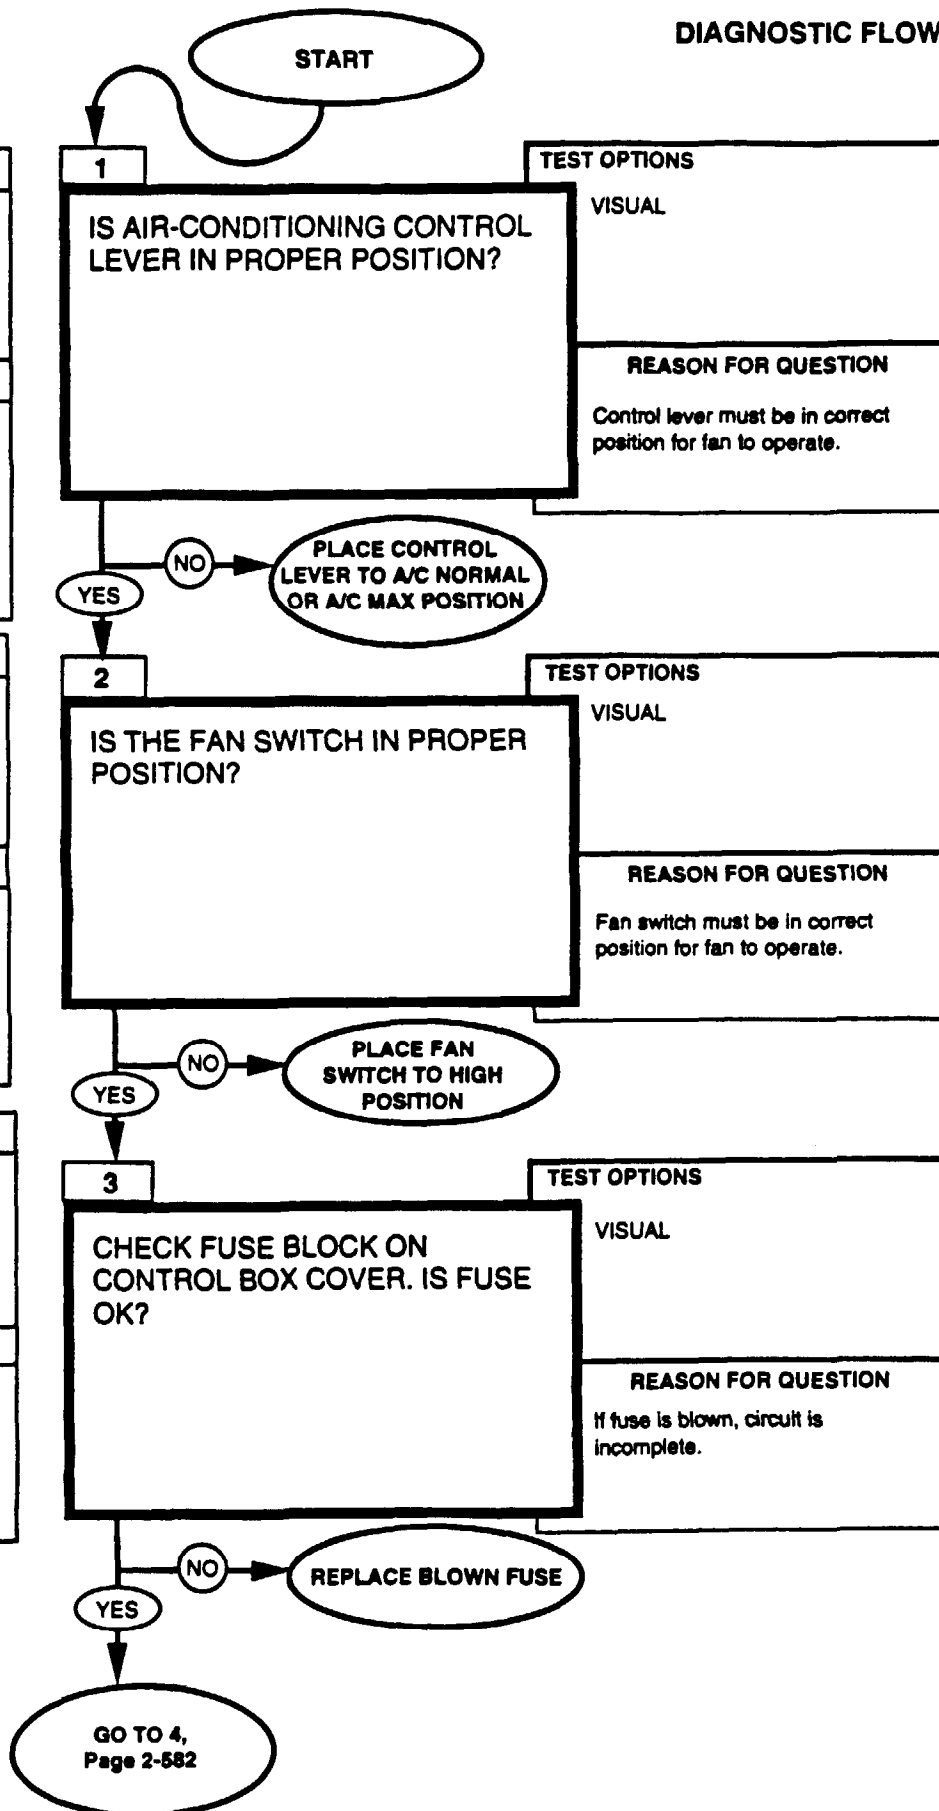 DIAGNOSTIC FLOW
START
1
TEST OPTIONS
VISUAL
IS AIR-CONDITIONING CONTROL
LEVER IN PROPER POSITION?
REASON FOR QUESTION
Control lever must be in correct
position for fan to operate.
NO
PLACE CONTROL
LEVER TO A/C NORMAL
OR A/C MAX POSITION
YES
2
TEST OPTIONS
VISUAL
IS THE FAN SWITCH IN PROPER
POSITION?
REASON FOR QUESTION
Fan switch must be in correct
position for fan to operate.
NO
PLACE FAN
SWITCH TO HIGH
POSITION
YES
3
TEST OPTIONS
VISUAL
CHECK FUSE BLOCK ON
CONTROL BOX COVER. IS FUSE
OK?
REASON FOR QUESTION
If fuse is blown, circuit is
incomplete.
NO
REPLACE BLOWN FUSE
YES
GO TO 4,
Page 2-582